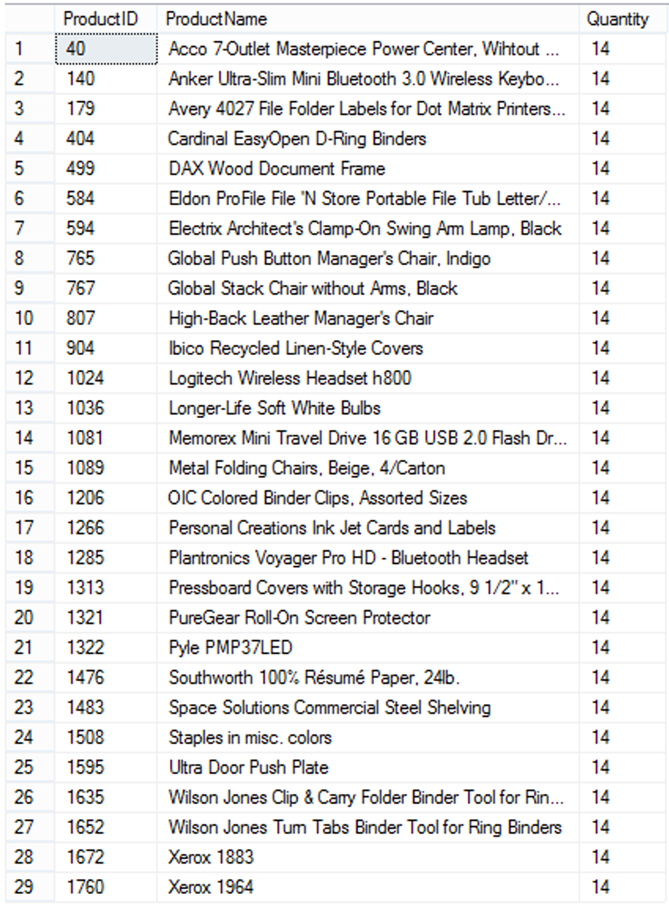 ProductID ProductName Quantity
1 40 Acco 7-Outlet Masterpiece Power Center, Wihtout ... 14
2 140 Anker Ultra-Slim Mini Bluetooth 3.0 Wireless Keybo... 14
3 179 Avery 4027 File Folder Labels for Dot Matrix Printers... 14
4 404 Cardinal EasyOpen D-Ring Binders 14
5 499 DAX Wood Document Frame 14
6 584 Eldon ProFile File 'N Store Portable File Tub Letter/... 14
7 594 Electrix Architect's Clamp-On Swing Arm Lamp, Black 14
8 765 Global Push Button Manager's Chair, Indigo 14
9 767 Global Stack Chair without Arms, Black 14
10 807 High-Back Leather Manager's Chair 14
11 904 Ibico Recycled Linen-Style Covers 14
12 1024 Logitech Wireless Headset h800 14
13 1036 Longer-Life Soft White Bulbs 14
14 1081 Memorex Mini Travel Drive 16 GB USB 2.0 Flash Dr... 14
15 1089 Metal Folding Chairs, Beige, 4/Carton 14
16 1206 OIC Colored Binder Clips, Assorted Sizes 14
17 1266 Personal Creations Ink Jet Cards and Labels 14
18 1285 Plantronics Voyager Pro HD - Bluetooth Headset 14
19 1313 Pressboard Covers with Storage Hooks, 9 1/2" x 1... 14
20 1321 PureGear Roll-On Screen Protector 14
21 1322 Pyle PMP37LED 14
22 1476 Southworth 100% Résumé Paper, 24lb. 14
23 1483 Space Solutions Commercial Steel Shelving 14
24 1508 Staples in misc. colors 14
25 1595 Ultra Door Push Plate 14
26 1635 Wilson Jones Clip & Carry Folder Binder Tool for Rin... 14
27 1652 Wilson Jones Turn Tabs Binder Tool for Ring Binders 14
28 1672 Xerox 1883 14
29 1760 Xerox 1964 14